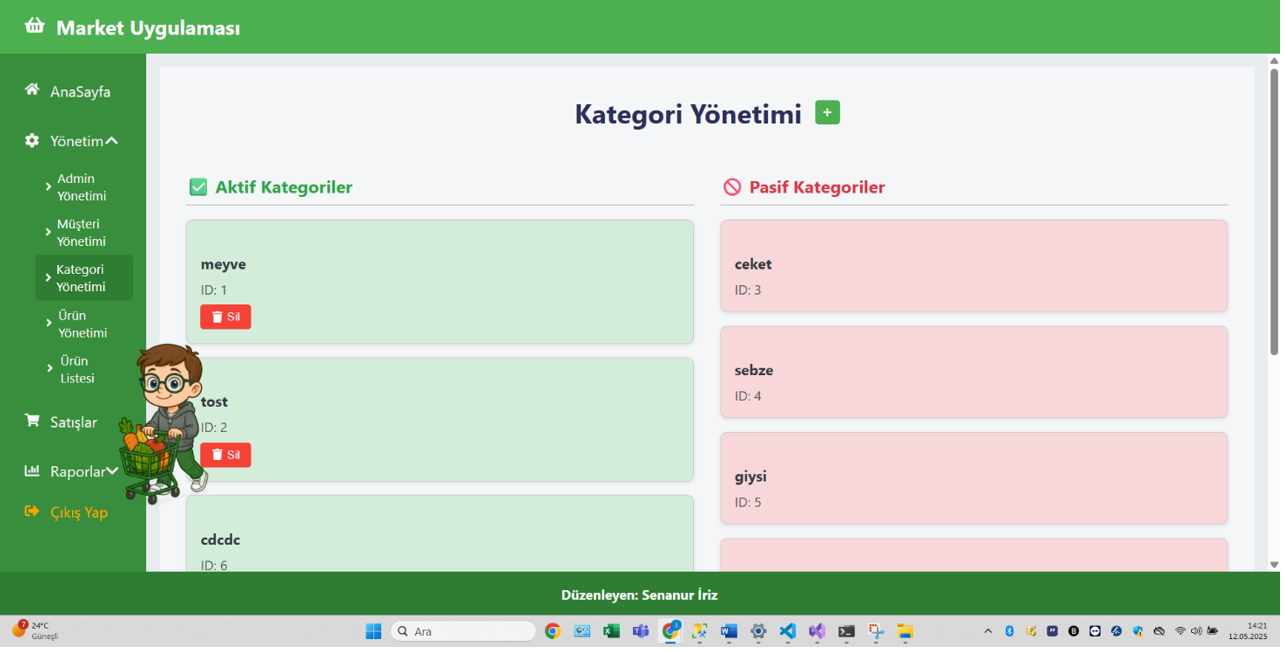 Market Uygulaması
AnaSayfa
Yönetim
Admin
Yönetimi
Müşteri
Yönetimi
Kategori
Yönetimi
Ürün
Yönetimi
Ürün
Listesi
Satışlar
Raporlar
Çıkış Yap
Kategori Yönetimi +
Aktif Kategoriler
meyve
ID: 1
Sil
tost
ID: 2
Sil
cdcdc
ID: 6
Pasif Kategoriler
ceket
ID: 3
sebze
ID: 4
giysi
ID: 5
Düzenleyen: Senanur İriz
7
24°C
Güneşli
Ara
14:21
12.05.2025